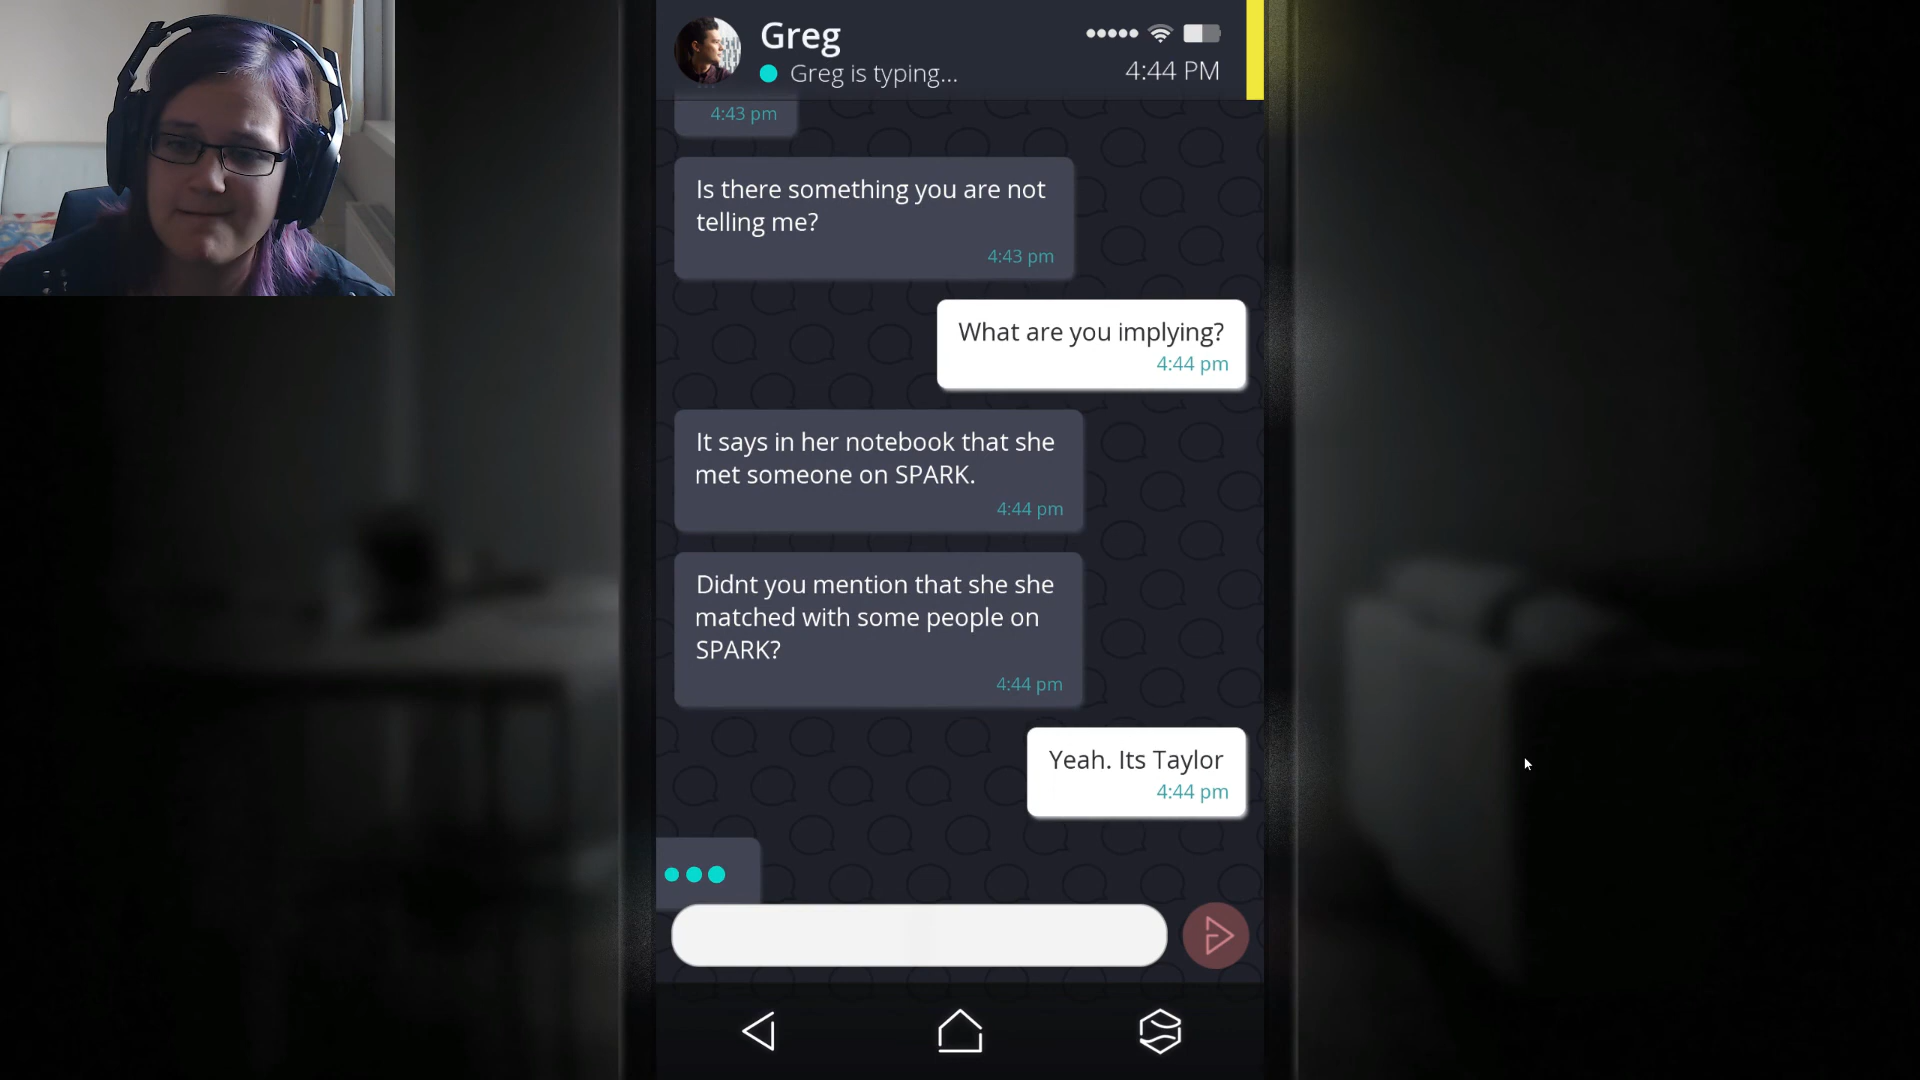 Greg
Greg is typing...
4:44 PM
4:43 pm
Is there something you are not
telling me?
4:43 pm
What are you implying?
4:44 pm
It says in her notebook that she
met someone on SPARK.
4:44 pm
Didnt you mention that she she
matched with some people on
SPARK?
4:44 pm
Yeah. Its Taylor
4:44 pm